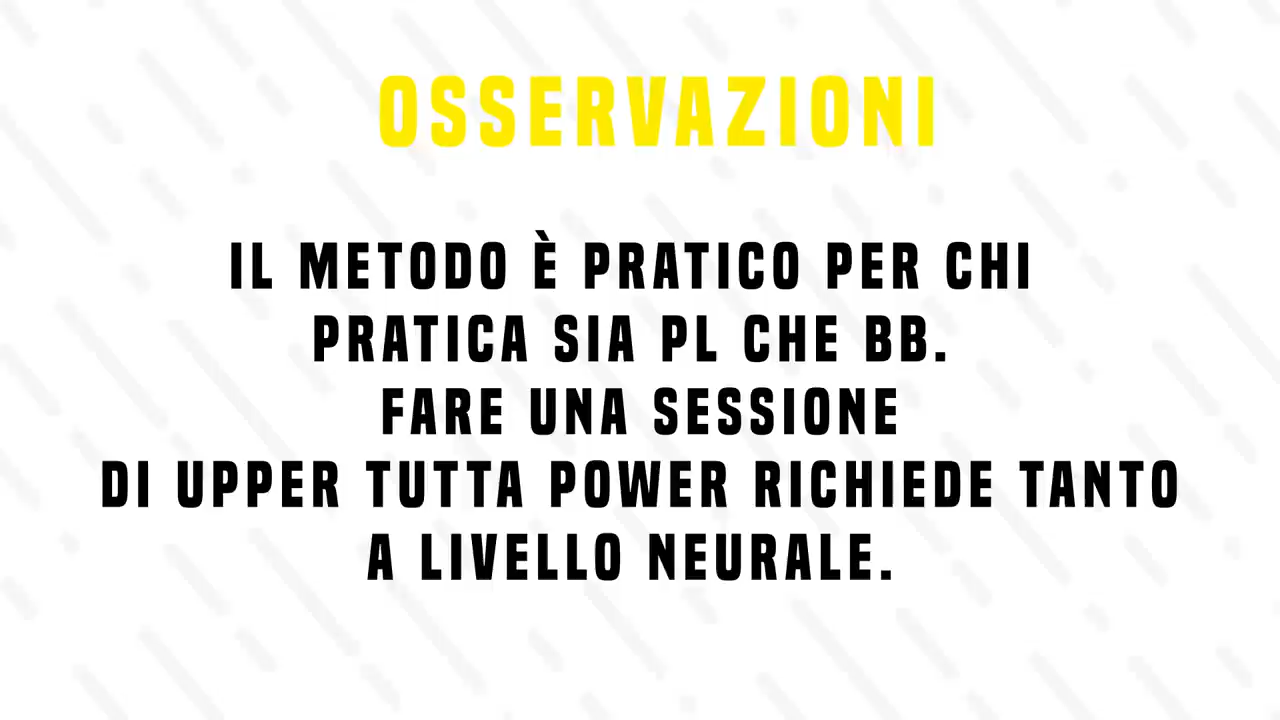 OSSERVAZIONI
IL METODO È PRATICO PER CHI
PRATICA SIA PL CHE BB.
FARE UNA SESSIONE
DI UPPER TUTTA POWER RICHIEDE TANTO
A LIVELLO NEURALE.